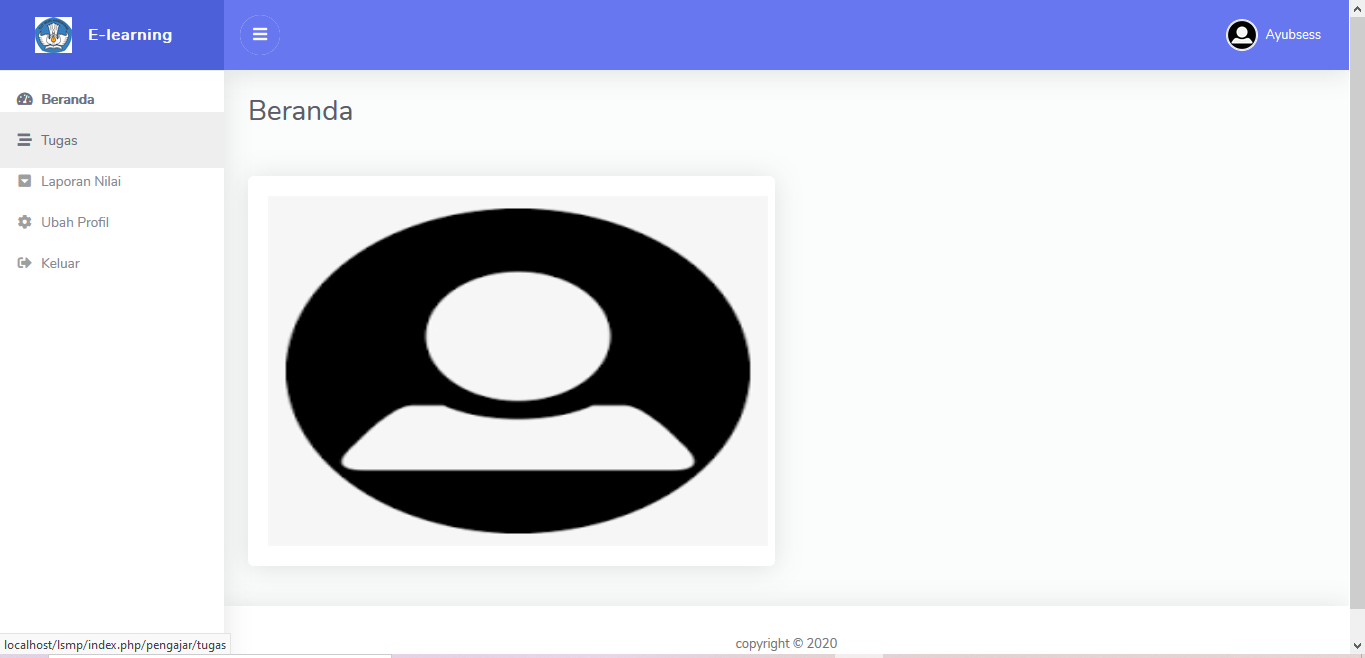 E-learning
Ayubsess
Beranda
Tugas
Laporan Nilai
Ubah Profil
Keluar
Beranda
copyright © 2020
localhost/lsmp/index.php/pengajar/tugas